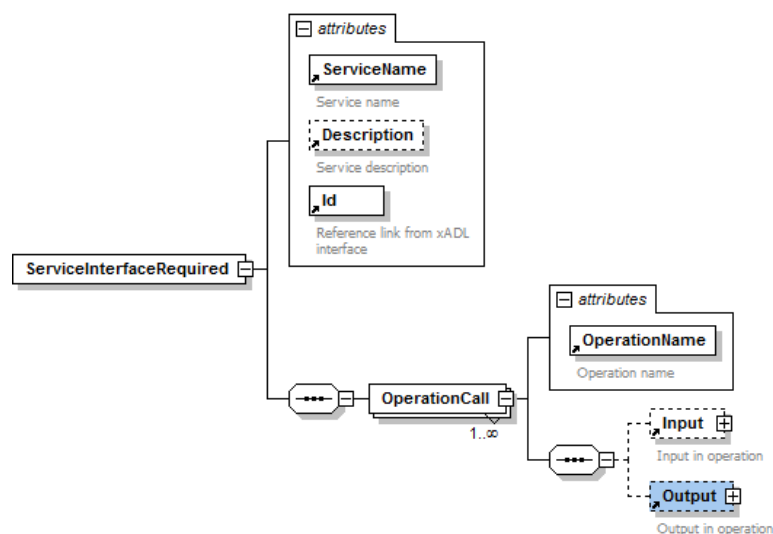 attributes
ServiceName
Service name
Description
Service description
Id
Reference link from xADL
interface
ServiceInterfaceRequired
attributes
OperationName
Operation name
OperationCall
1..∞
Input
Input in operation
Output
Output in operation